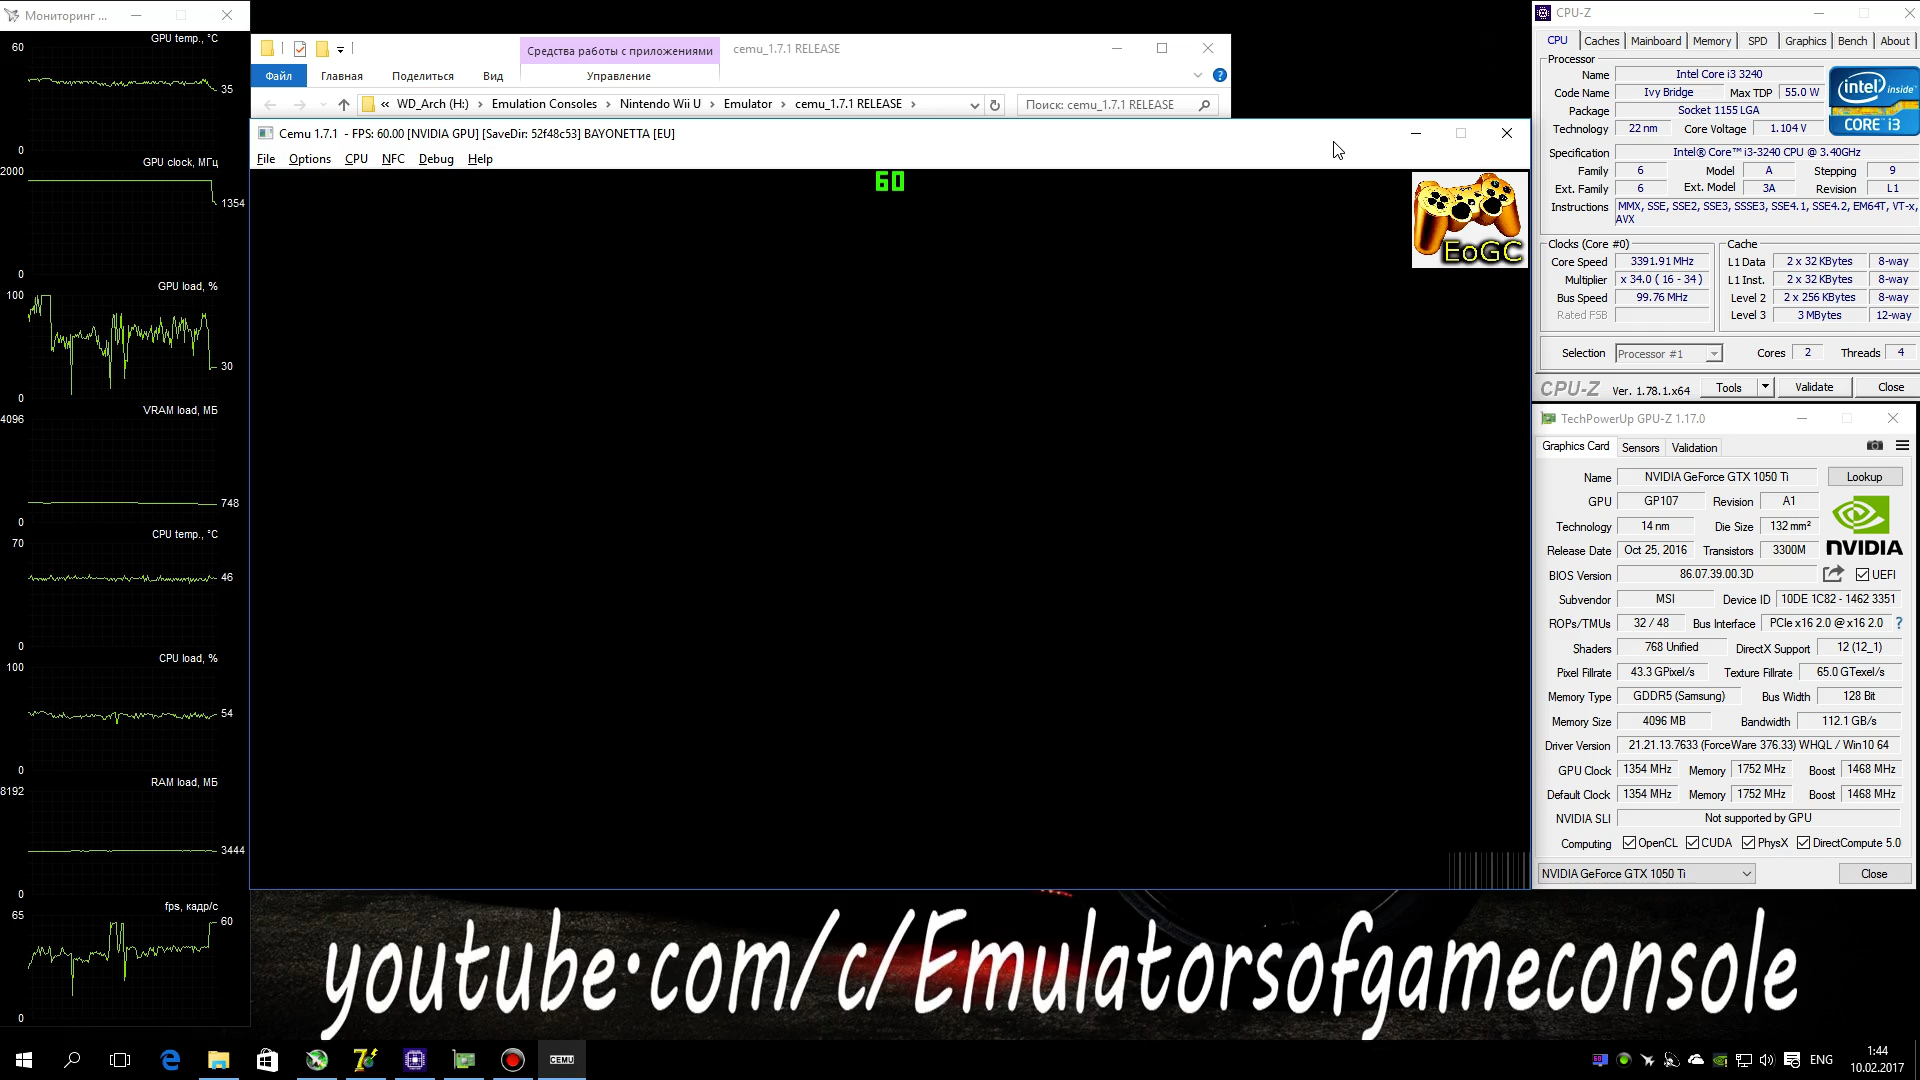 Мониторинг ...
GPU temp., °C
60
35
0
GPU clock, МГц
2000
1354
0
GPU load, %
100
30
0
VRAM load, МБ
4096
748
0
CPU temp., °C
70
46
0
CPU load, %
100
54
0
RAM load, МБ
8192
3444
0
fps, кадр/с
65
60
0
Средства работы с приложениями
cemu_1.7.1 RELEASE
Файл
Главная
Поделиться
Вид
Управление
« WD_Arch (H:) › Emulation Consoles › Nintendo Wii U › Emulator › cemu_1.7.1 RELEASE ›
Поиск: cemu_1.7.1 RELEASE
Cemu 1.7.1 - FPS: 60.00 [NVIDIA GPU] [SaveDir: 52f48c53] BAYONETTA [EU]
File Options CPU NFC Debug Help
60
EoGC
CPU-Z
CPU Caches Mainboard Memory SPD Graphics Bench About
Processor
Name Intel Core i3 3240
Code Name Ivy Bridge Max TDP 55.0 W
Package Socket 1155 LGA
Technology 22 nm Core Voltage 1.104 V
intel inside™
CORE i3
Specification Intel® Core™ i3-3240 CPU @ 3.40GHz
Family 6 Model A Stepping 9
Ext. Family 6 Ext. Model 3A Revision L1
Instructions MMX, SSE, SSE2, SSE3, SSSE3, SSE4.1, SSE4.2, EM64T, VT-x,
AVX
Clocks (Core #0)
Core Speed 3391.91 MHz
Multiplier x 34.0 ( 16 - 34 )
Bus Speed 99.76 MHz
Rated FSB
Cache
L1 Data 2 x 32 KBytes 8-way
L1 Inst. 2 x 32 KBytes 8-way
Level 2 2 x 256 KBytes 8-way
Level 3 3 MBytes 12-way
Selection Processor #1 Cores 2 Threads 4
CPU-Z Ver. 1.78.1.x64 Tools Validate Close
TechPowerUp GPU-Z 1.17.0
Graphics Card Sensors Validation
Name NVIDIA GeForce GTX 1050 Ti Lookup
GPU GP107 Revision A1
Technology 14 nm Die Size 132 mm²
Release Date Oct 25, 2016 Transistors 3300M
NVIDIA
BIOS Version 86.07.39.00.3D UEFI
Subvendor MSI Device ID 10DE 1C82 - 1462 3351
ROPs/TMUs 32 / 48 Bus Interface PCIe x16 2.0 @ x16 2.0 ?
Shaders 768 Unified DirectX Support 12 (12_1)
Pixel Fillrate 43.3 GPixel/s Texture Fillrate 65.0 GTexel/s
Memory Type GDDR5 (Samsung) Bus Width 128 Bit
Memory Size 4096 MB Bandwidth 112.1 GB/s
Driver Version 21.21.13.7633 (ForceWare 376.33) WHQL / Win10 64
GPU Clock 1354 MHz Memory 1752 MHz Boost 1468 MHz
Default Clock 1354 MHz Memory 1752 MHz Boost 1468 MHz
NVIDIA SLI Not supported by GPU
Computing OpenCL CUDA PhysX DirectCompute 5.0
NVIDIA GeForce GTX 1050 Ti Close
youtube.com/c/Emulatorsofgameconsole
CEMU
ENG
1:44
10.02.2017